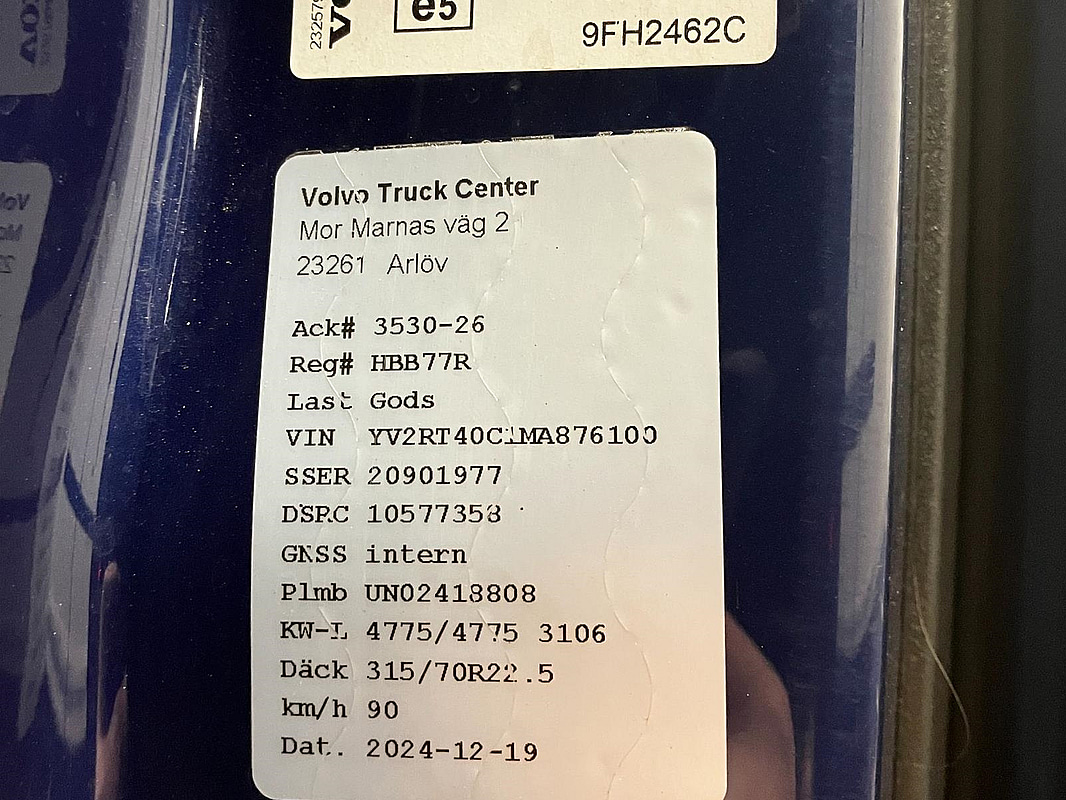 e5
9FH2462C
Volvo Truck Center
Mor Marnas väg 2
23261 Arlöv
Ack# 3530-26
Reg# HBB77R
Last Gods
VIN YV2RT40C1MA876100
SSER 20901977
DSRC 10577358
GNSS intern
Plmb UN02418808
KW-L 4775/4775 3106
Däck 315/70R22.5
km/h 90
Dat. 2024-12-19